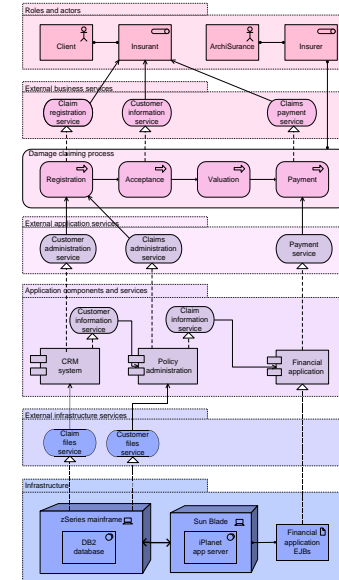 Roles and actors
Client
Insurant
ArchiSurance
Insurer
External business services
Claim
registration
service
Customer
information
service
Claims
payment
service
Damage claiming process
Registration
Acceptance
Valuation
Payment
External application services
Customer
administration
service
Claims
administration
service
Payment
service
Application components and services
Customer
information
service
Claim
information
service
CRM
system
Policy
administration
Financial
application
External infrastructure services
Claim
files
service
Customer
files
service
Infrastructure
zSeries mainframe
DB2
database
Sun Blade
iPlanet
app server
Financial
application
EJBs